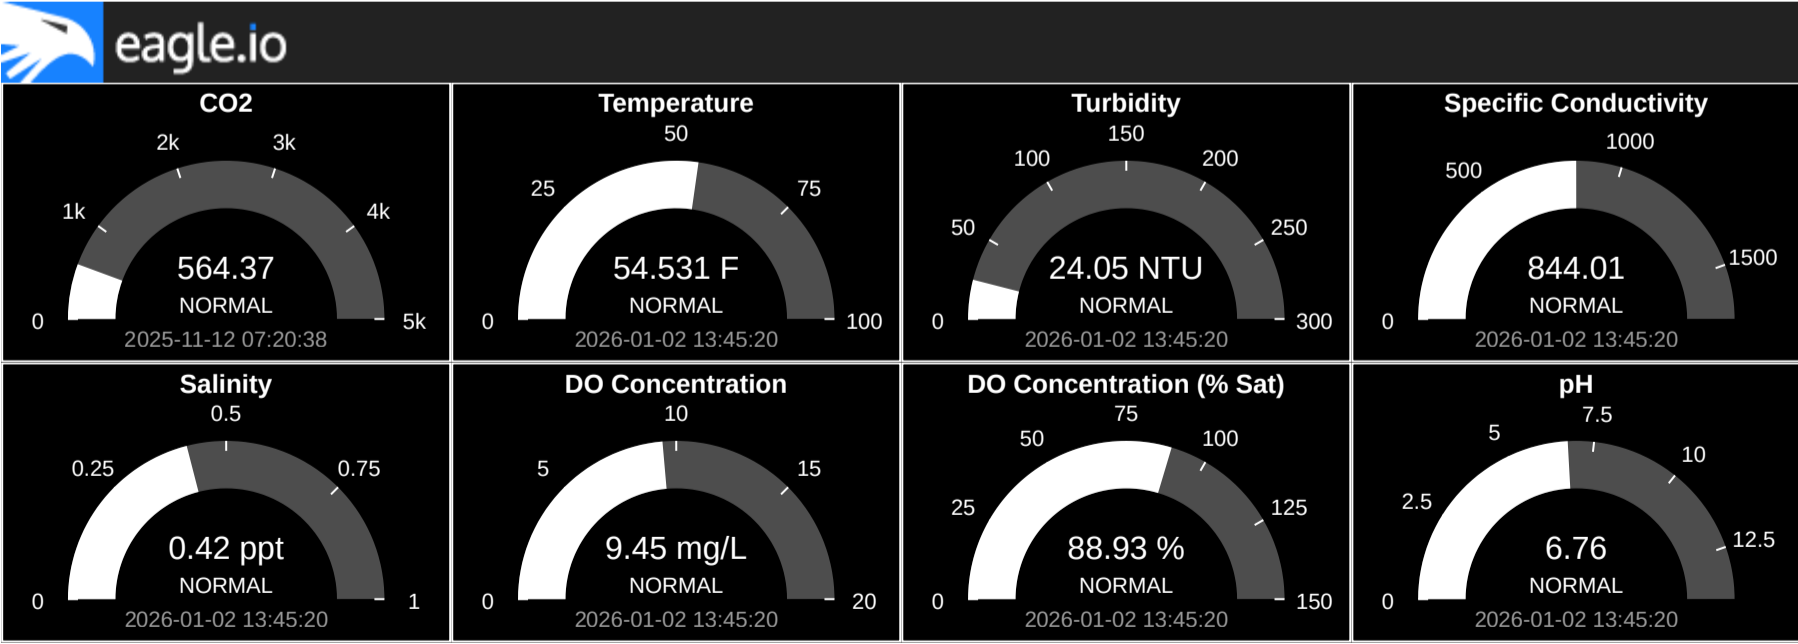 eagle.io
CO2
0
1k
2k
3k
4k
5k
564.37
NORMAL
2025-11-12 07:20:38
Temperature
0
25
50
75
100
54.531 F
NORMAL
2026-01-02 13:45:20
Turbidity
0
50
100
150
200
250
300
24.05 NTU
NORMAL
2026-01-02 13:45:20
Specific Conductivity
0
500
1000
1500
844.01
NORMAL
2026-01-02 13:45:20
Salinity
0
0.25
0.5
0.75
1
0.42 ppt
NORMAL
2026-01-02 13:45:20
DO Concentration
0
5
10
15
20
9.45 mg/L
NORMAL
2026-01-02 13:45:20
DO Concentration (% Sat)
0
25
50
75
100
125
150
88.93 %
NORMAL
2026-01-02 13:45:20
pH
0
2.5
5
7.5
10
12.5
6.76
NORMAL
2026-01-02 13:45:20